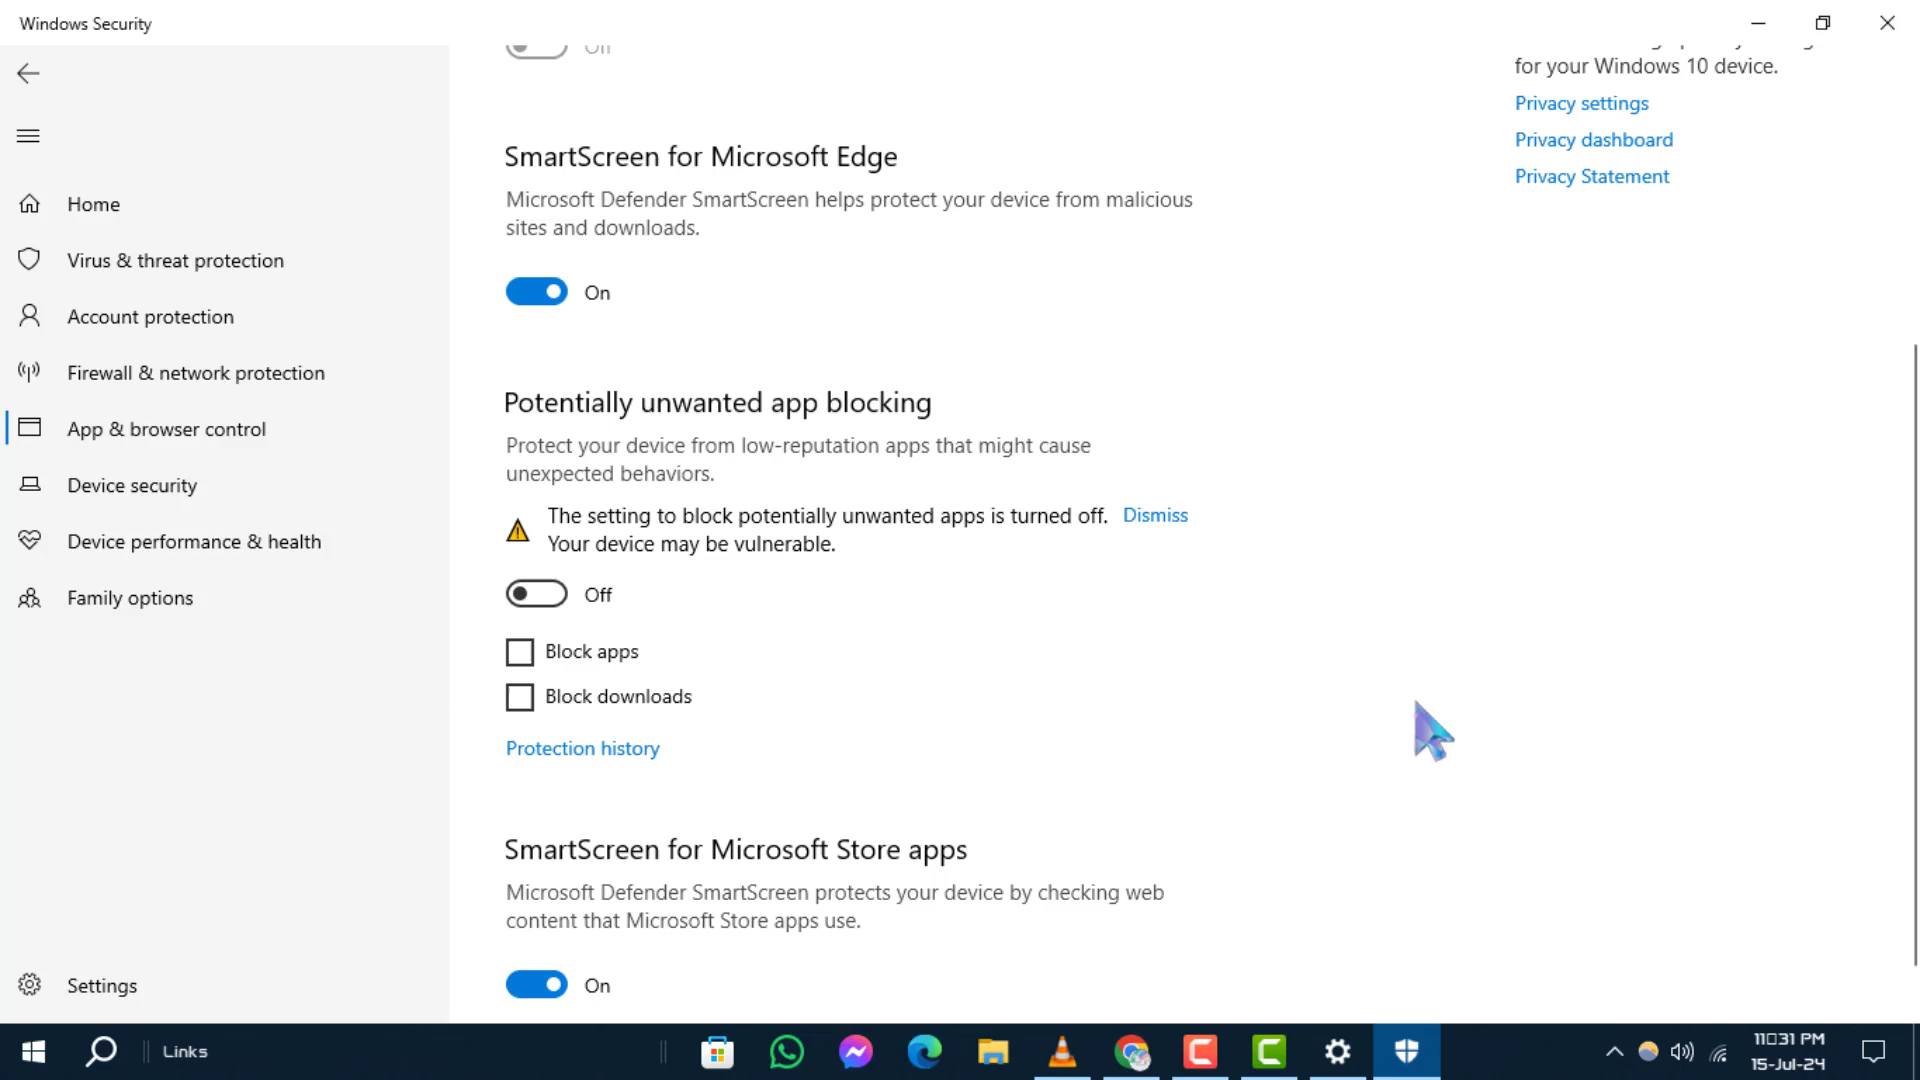 Windows Security
Off
for your Windows 10 device.
Privacy settings
Privacy dashboard
Privacy Statement
Home
Virus & threat protection
Account protection
Firewall & network protection
App & browser control
Device security
Device performance & health
Family options
Settings
SmartScreen for Microsoft Edge
Microsoft Defender SmartScreen helps protect your device from malicious
sites and downloads.
On
Potentially unwanted app blocking
Protect your device from low-reputation apps that might cause
unexpected behaviors.
The setting to block potentially unwanted apps is turned off. Dismiss
Your device may be vulnerable.
Off
Block apps
Block downloads
Protection history
SmartScreen for Microsoft Store apps
Microsoft Defender SmartScreen protects your device by checking web
content that Microsoft Store apps use.
On
Links
11:31 PM
15-Jul-24